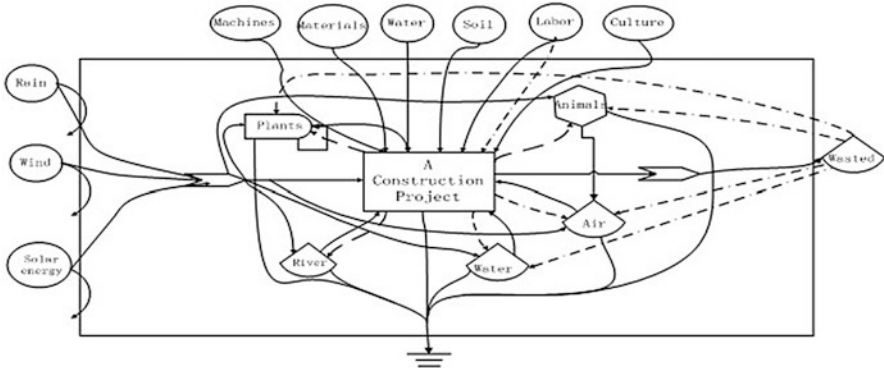 Machines
Materials
Water
Soil
Labor
Culture
Rain
Plants
Animals
Wind
A
Construction
Project
Wasted
Air
Solar
energy
River
Water